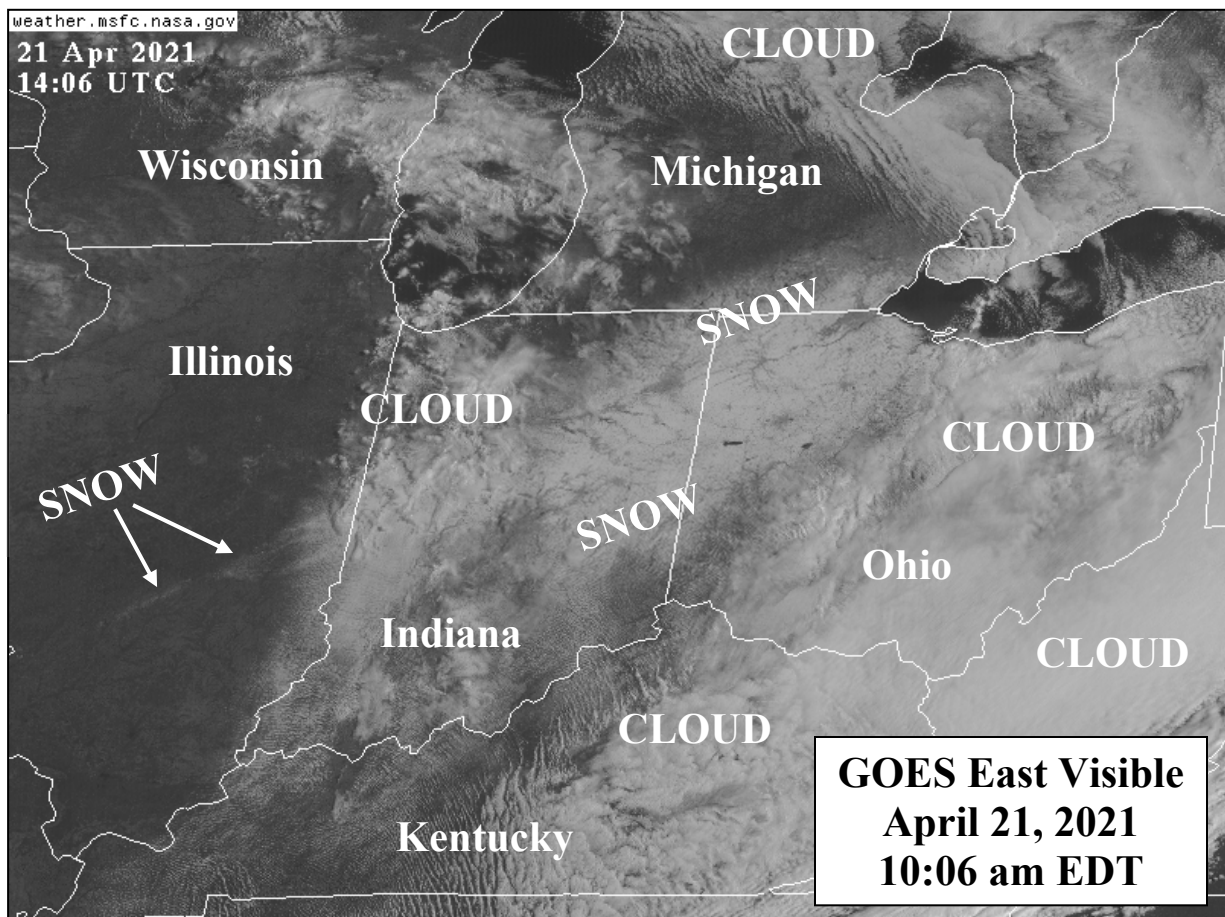 weather.msfc.nasa.gov
21 Apr 2021
14:06 UTC
CLOUD
Wisconsin
Michigan
SNOW
Illinois
CLOUD
CLOUD
SNOW
SNOW
Ohio
Indiana
CLOUD
CLOUD
Kentucky
GOES East Visible
April 21, 2021
10:06 am EDT